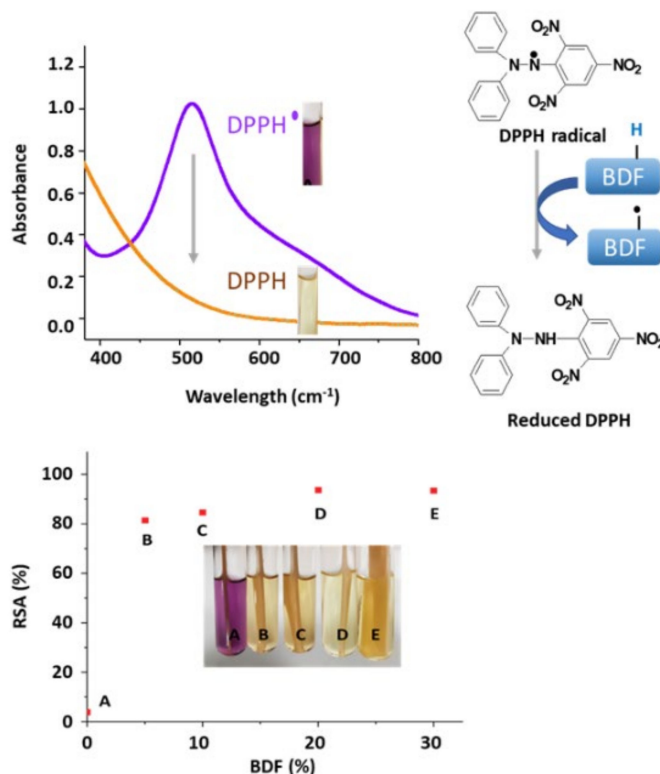 1.2
1.0
0.8
0.6
0.4
0.2
0.0
Absorbance
400 500 600 700 800
Wavelength (cm⁻¹)
DPPH•
DPPH
O₂N
N N
NO₂
O₂N
DPPH radical
H
BDF
BDF
NO₂
N NH
NO₂
O₂N
Reduced DPPH
100
80
60
40
20
0
RSA (%)
0 10 20 30
BDF (%)
A
B
C
D
E
A B C D E